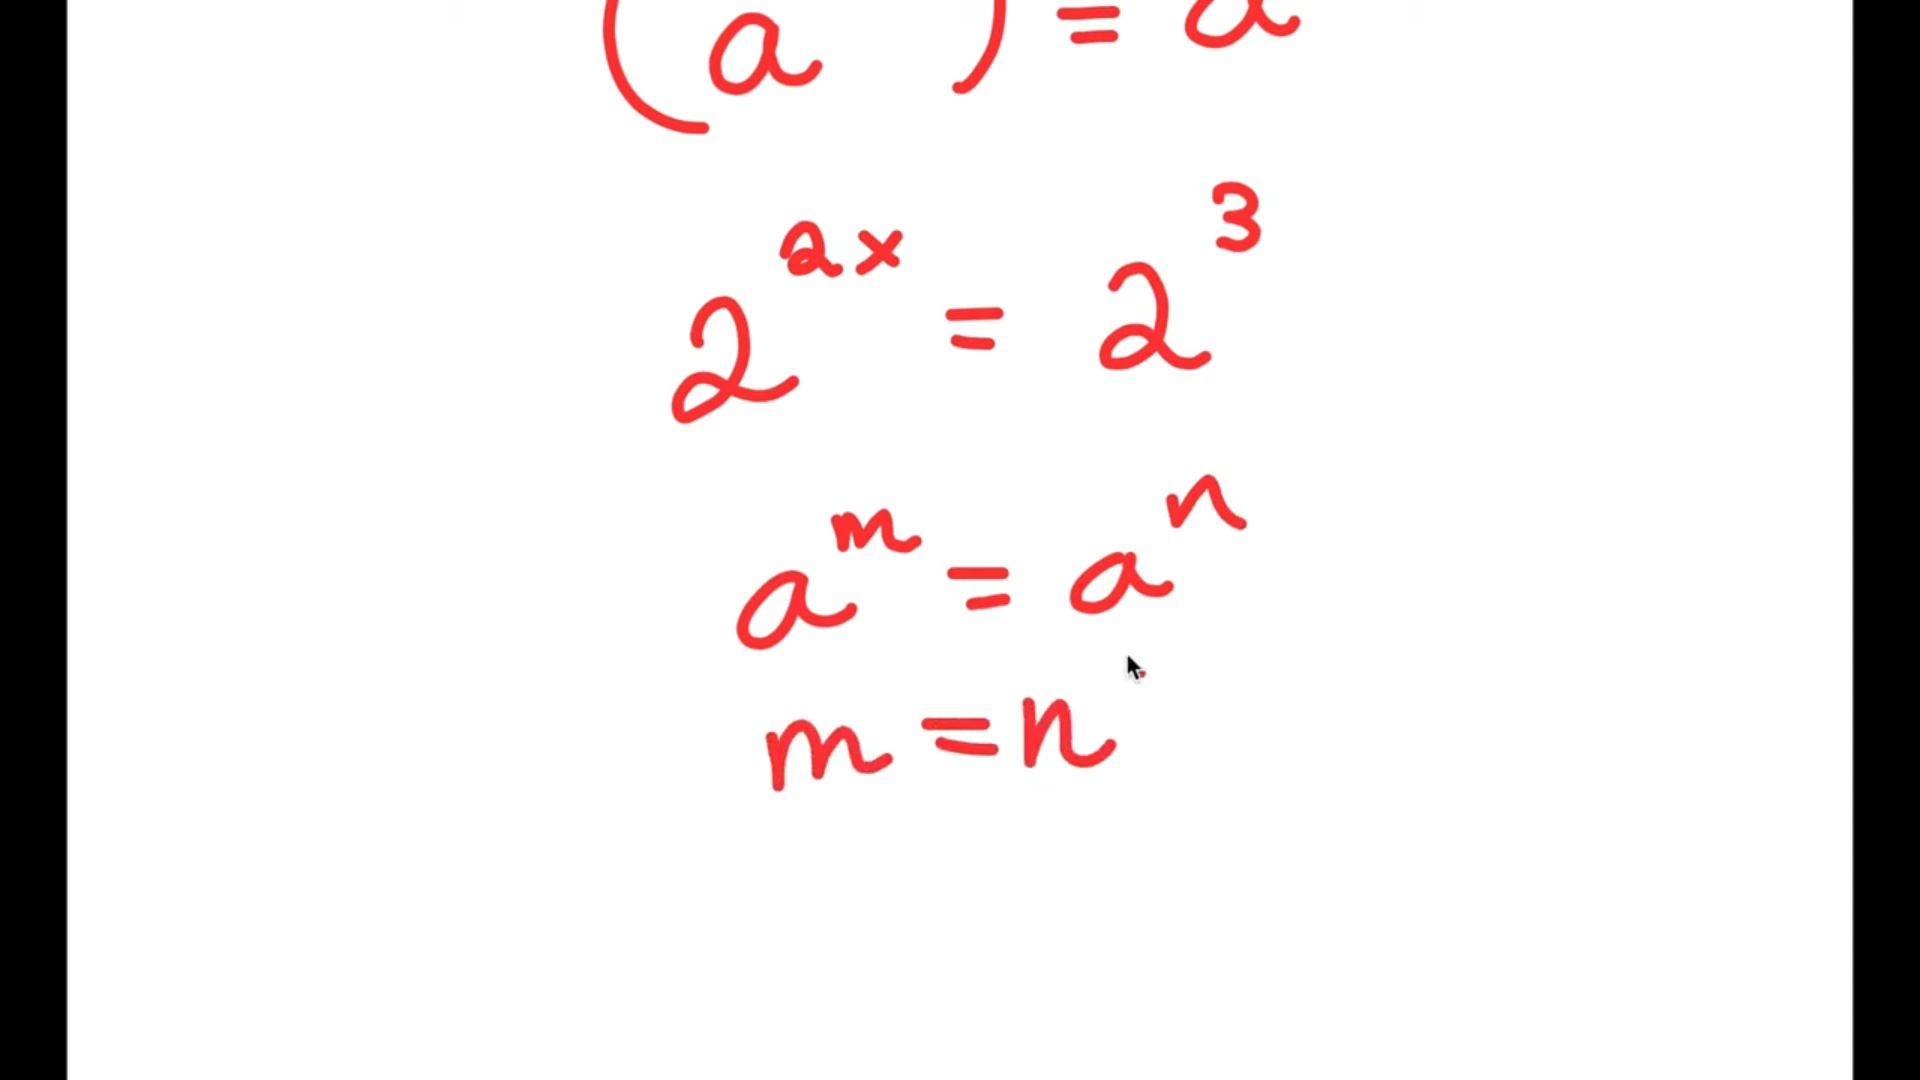 (a ) = a
2^2x = 2^3
a^m = a^n
m = n